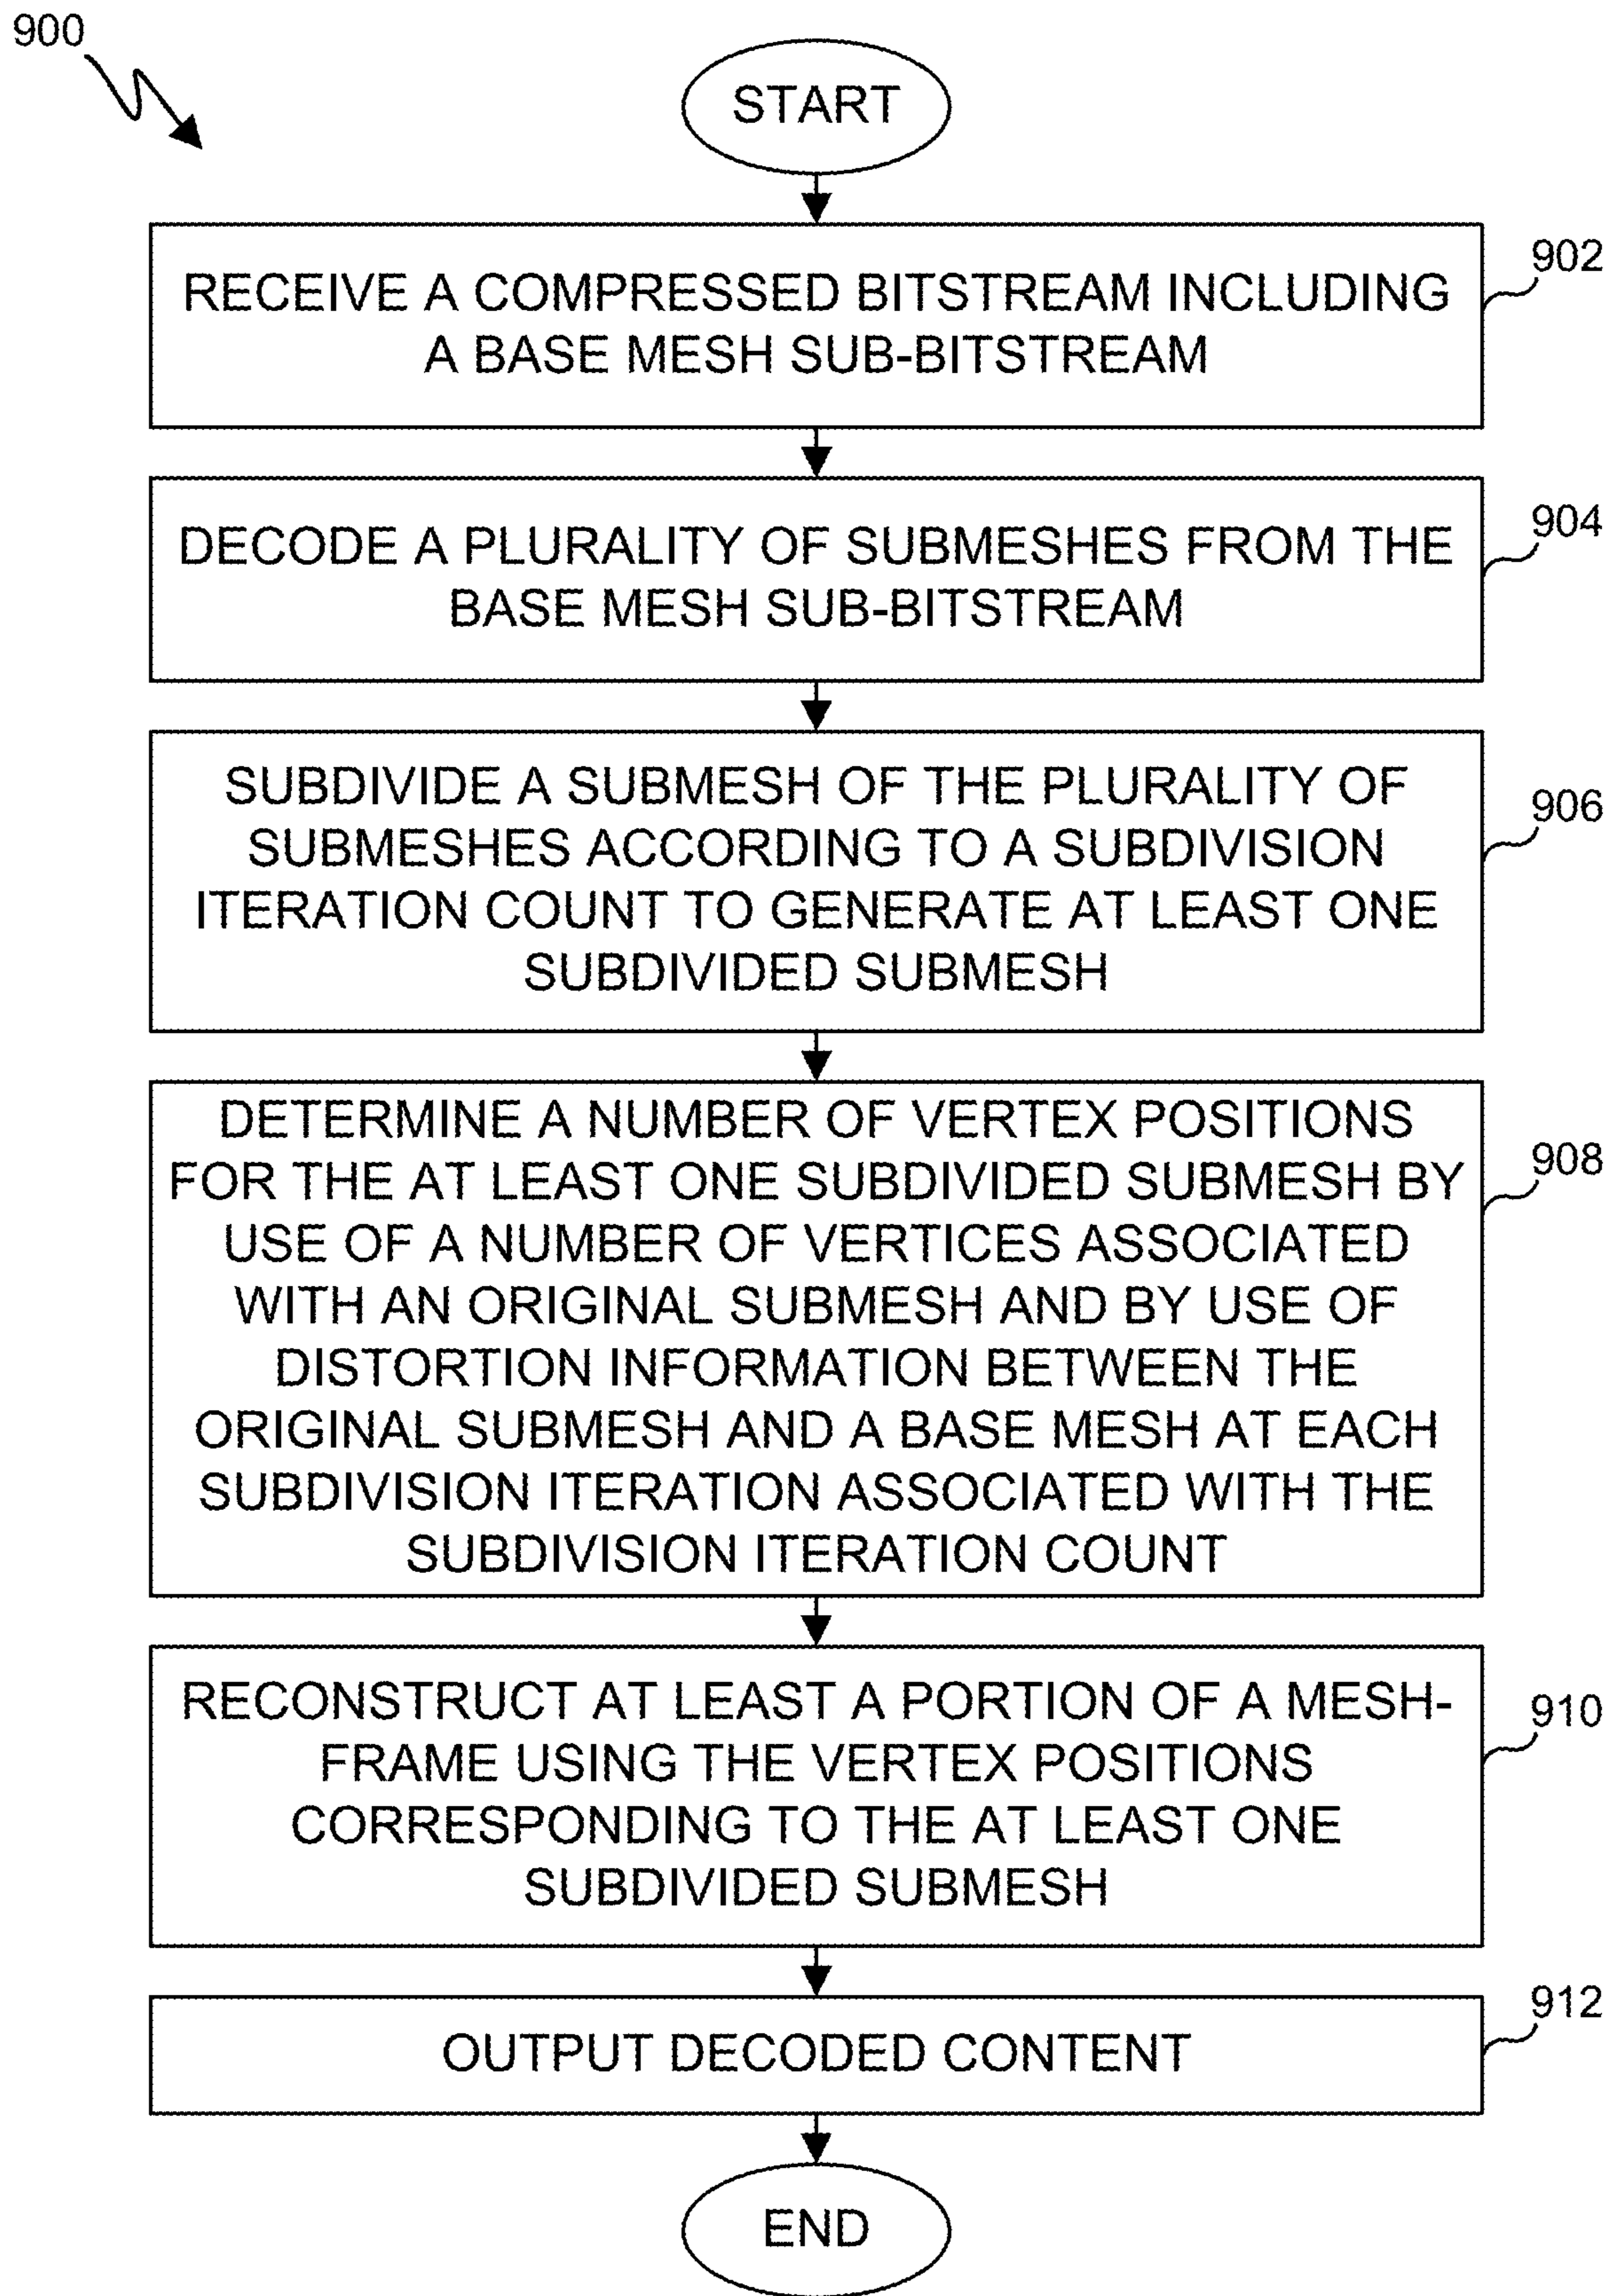 900
START
RECEIVE A COMPRESSED BITSTREAM INCLUDING
A BASE MESH SUB-BITSTREAM
902
DECODE A PLURALITY OF SUBMESHES FROM THE
BASE MESH SUB-BITSTREAM
904
SUBDIVIDE A SUBMESH OF THE PLURALITY OF
SUBMESHES ACCORDING TO A SUBDIVISION
ITERATION COUNT TO GENERATE AT LEAST ONE
SUBDIVIDED SUBMESH
906
DETERMINE A NUMBER OF VERTEX POSITIONS
FOR THE AT LEAST ONE SUBDIVIDED SUBMESH BY
USE OF A NUMBER OF VERTICES ASSOCIATED
WITH AN ORIGINAL SUBMESH AND BY USE OF
DISTORTION INFORMATION BETWEEN THE
ORIGINAL SUBMESH AND A BASE MESH AT EACH
SUBDIVISION ITERATION ASSOCIATED WITH THE
SUBDIVISION ITERATION COUNT
908
RECONSTRUCT AT LEAST A PORTION OF A MESH-
FRAME USING THE VERTEX POSITIONS
CORRESPONDING TO THE AT LEAST ONE
SUBDIVIDED SUBMESH
910
OUTPUT DECODED CONTENT
912
END